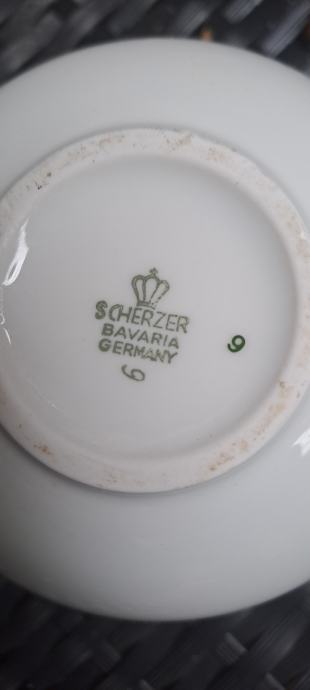 SCHERZER
BAVARIA
GERMANY
6
9